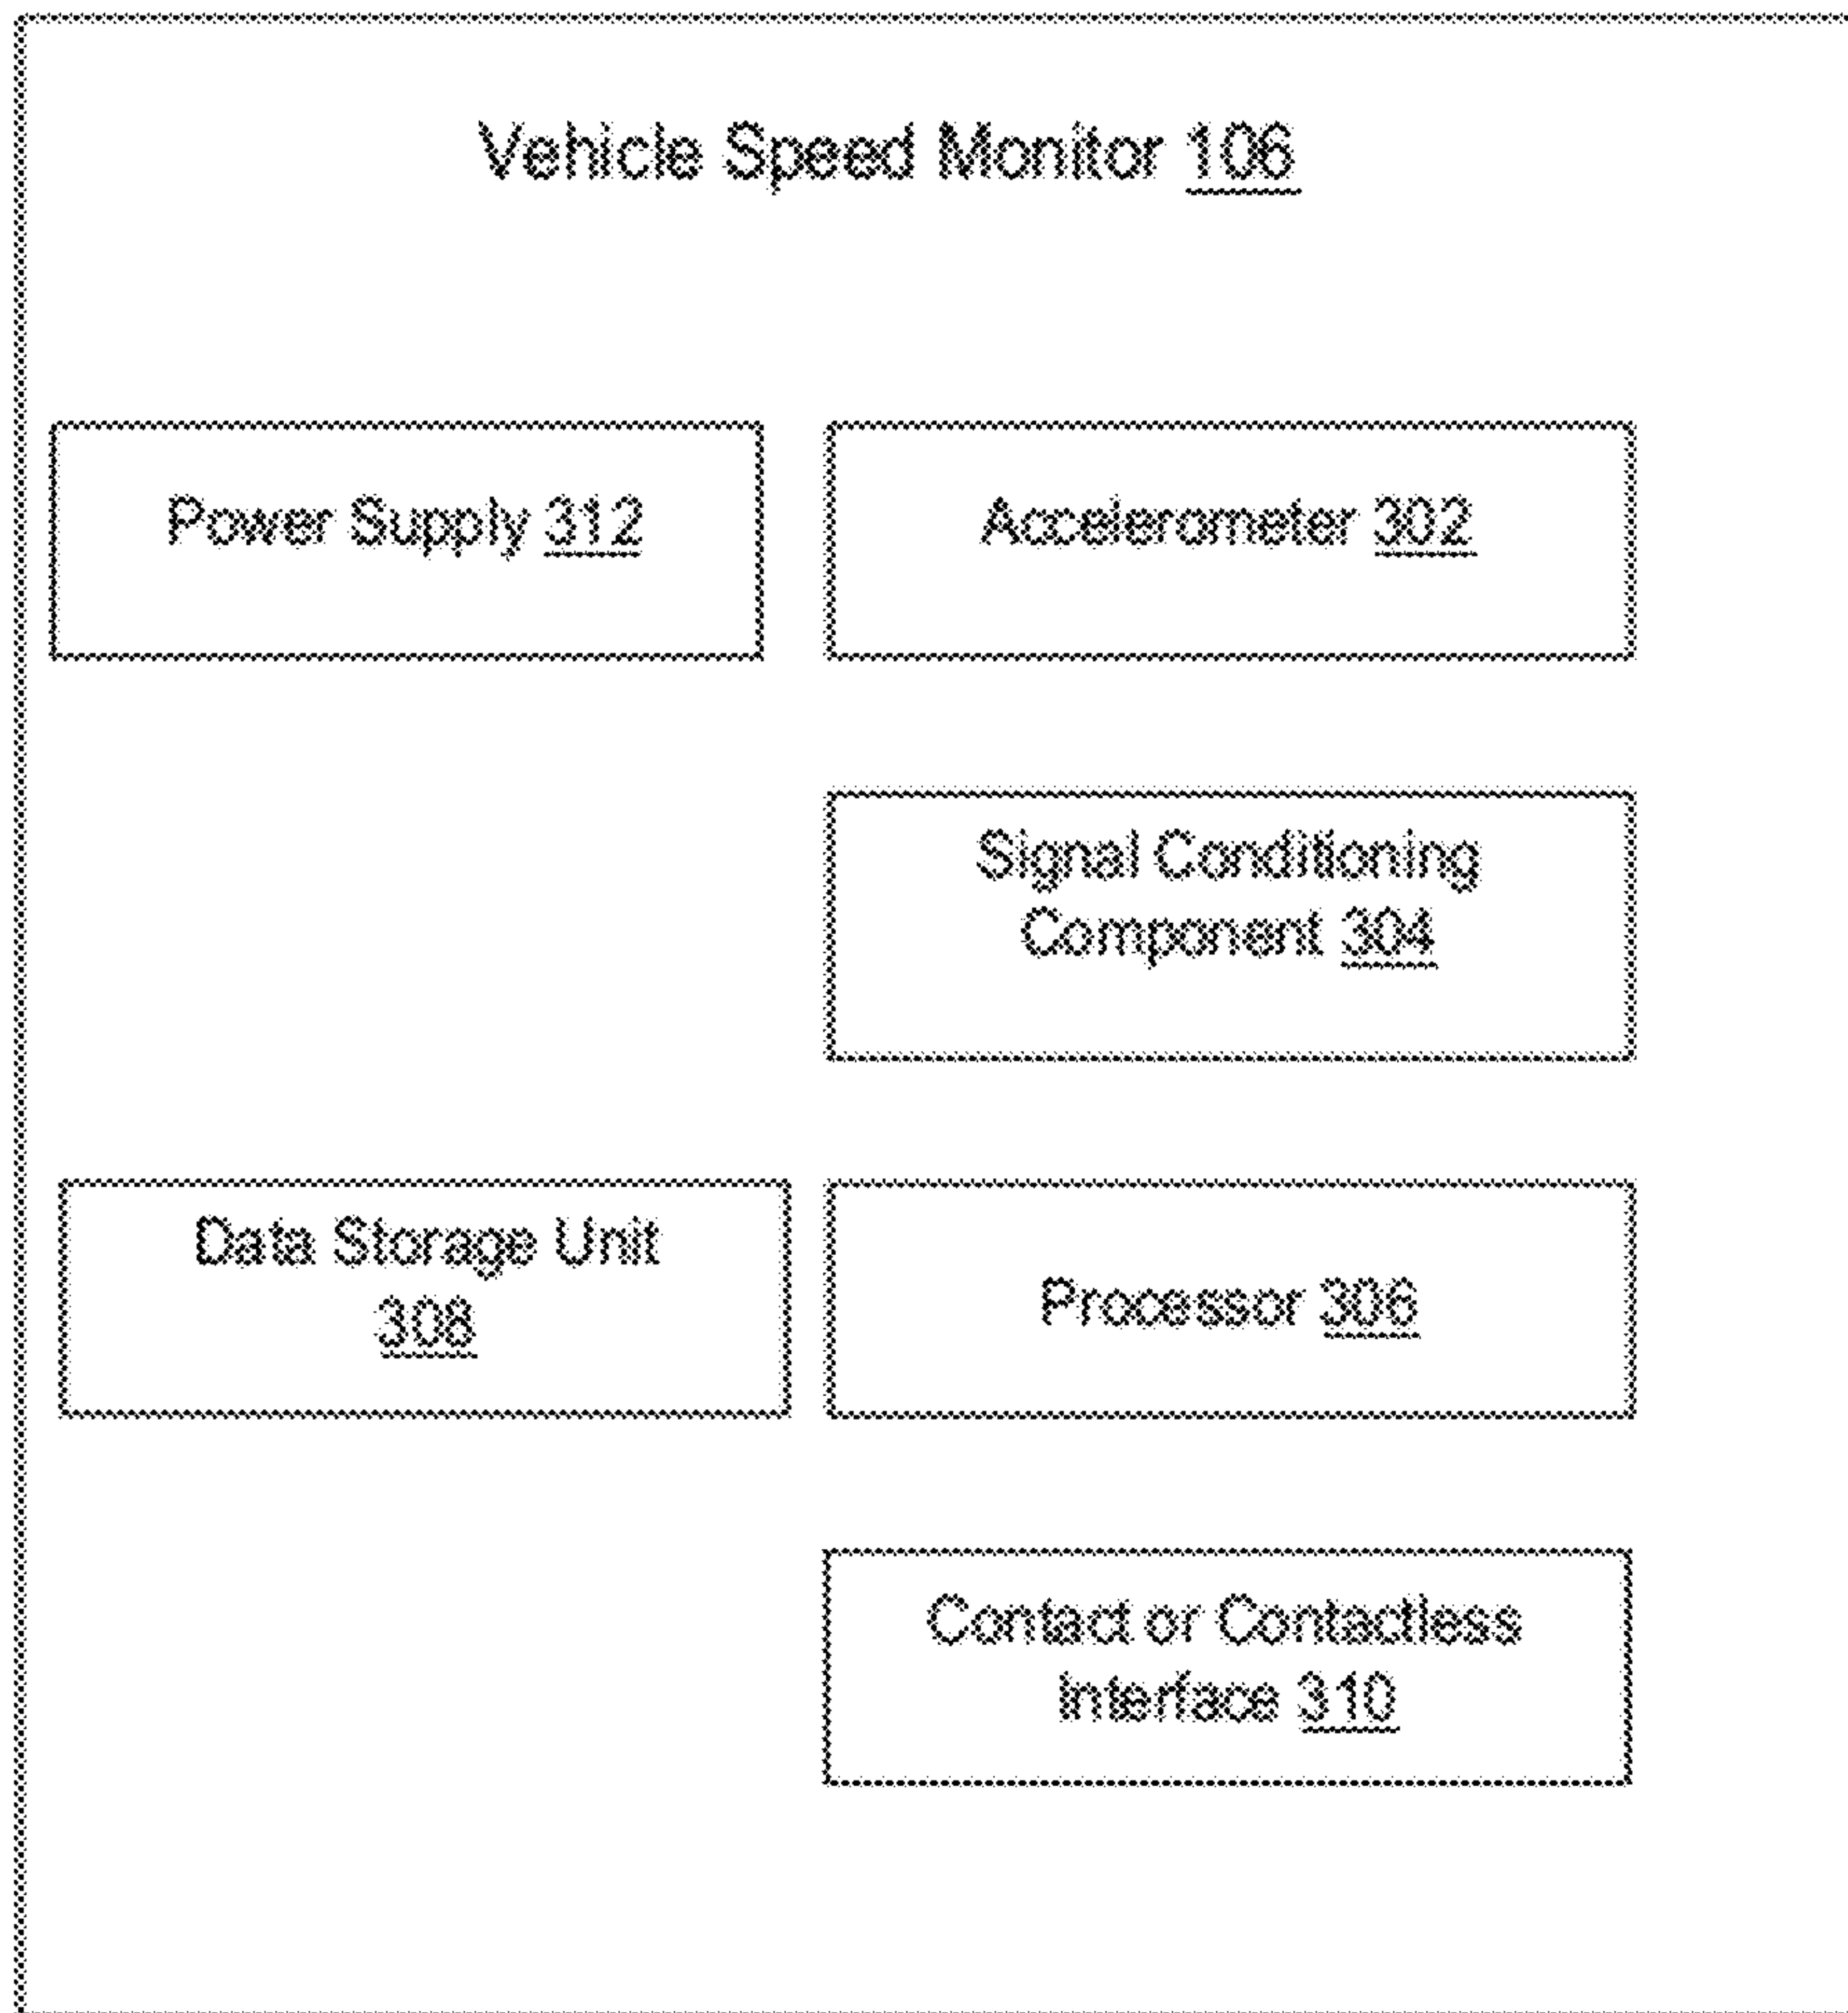 Vehicle Speed Monitor 106
Power Supply 312
Accelerometer 302
Signal Conditioning
Component 304
Data Storage Unit
308
Processor 306
Contact or Contactless
Interface 310